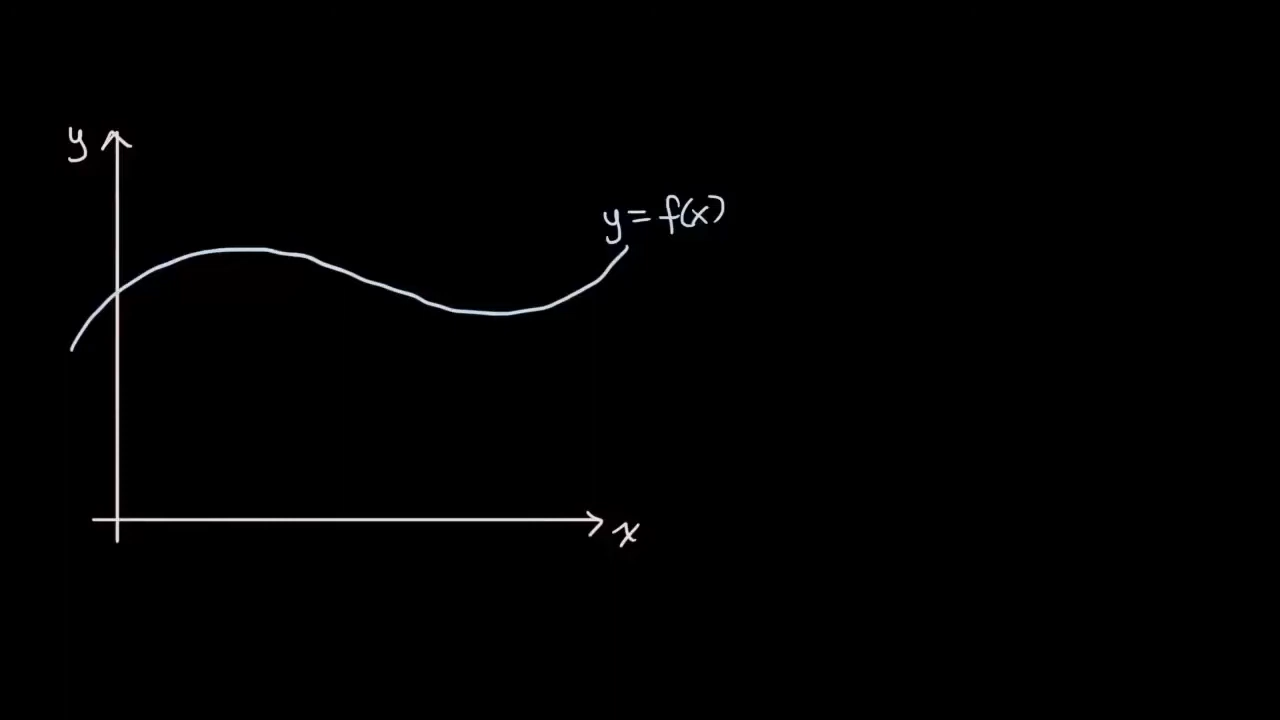 y
y = f(x)
x